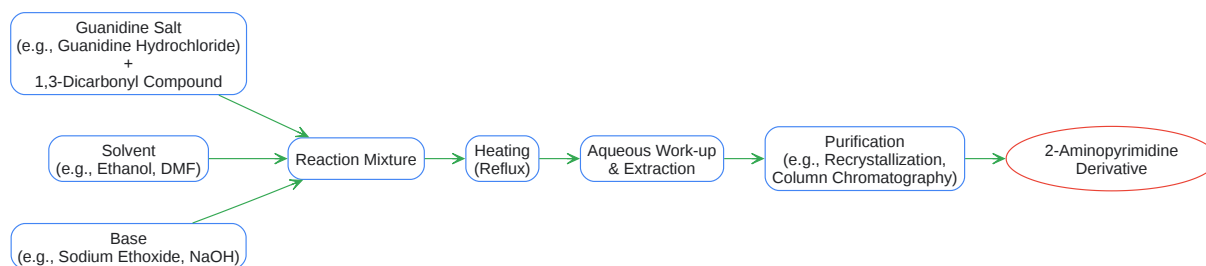 Guanidine Salt
(e.g., Guanidine Hydrochloride)
+
1,3-Dicarbonyl Compound
Solvent
(e.g., Ethanol, DMF)
Base
(e.g., Sodium Ethoxide, NaOH)
Reaction Mixture
Heating
(Reflux)
Aqueous Work-up
& Extraction
Purification
(e.g., Recrystallization,
Column Chromatography)
2-Aminopyrimidine
Derivative